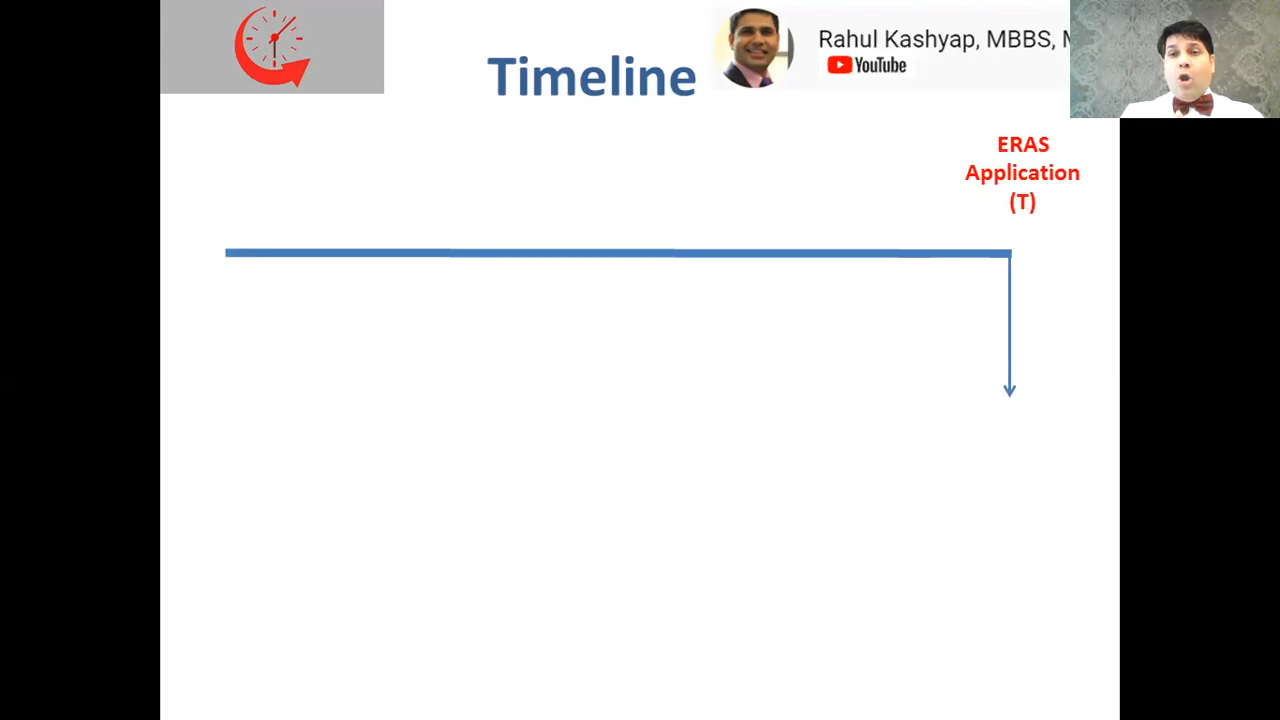 Timeline
Rahul Kashyap, MBBS,
YouTube
ERAS
Application
(T)